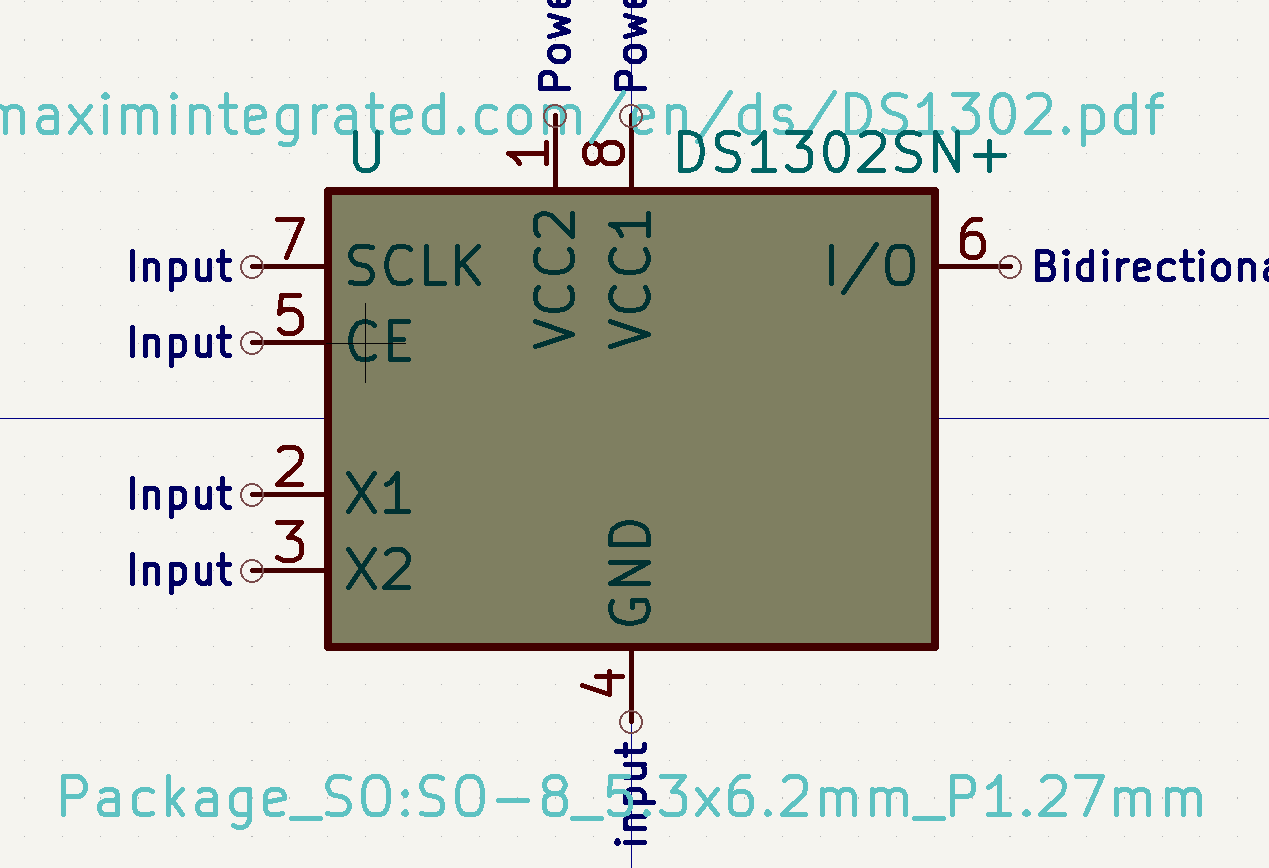 Powe
Powe
maximintegrated.com/en/ds/DS1302.pdf
U
1
8
DS1302SN+
7
Input
SCLK
VCC2
VCC1
I/O
6
Bidirectiona
5
Input
CE
2
Input
X1
3
Input
X2
GND
4
input
Package_SO:SO-8_5.3x6.2mm_P1.27mm